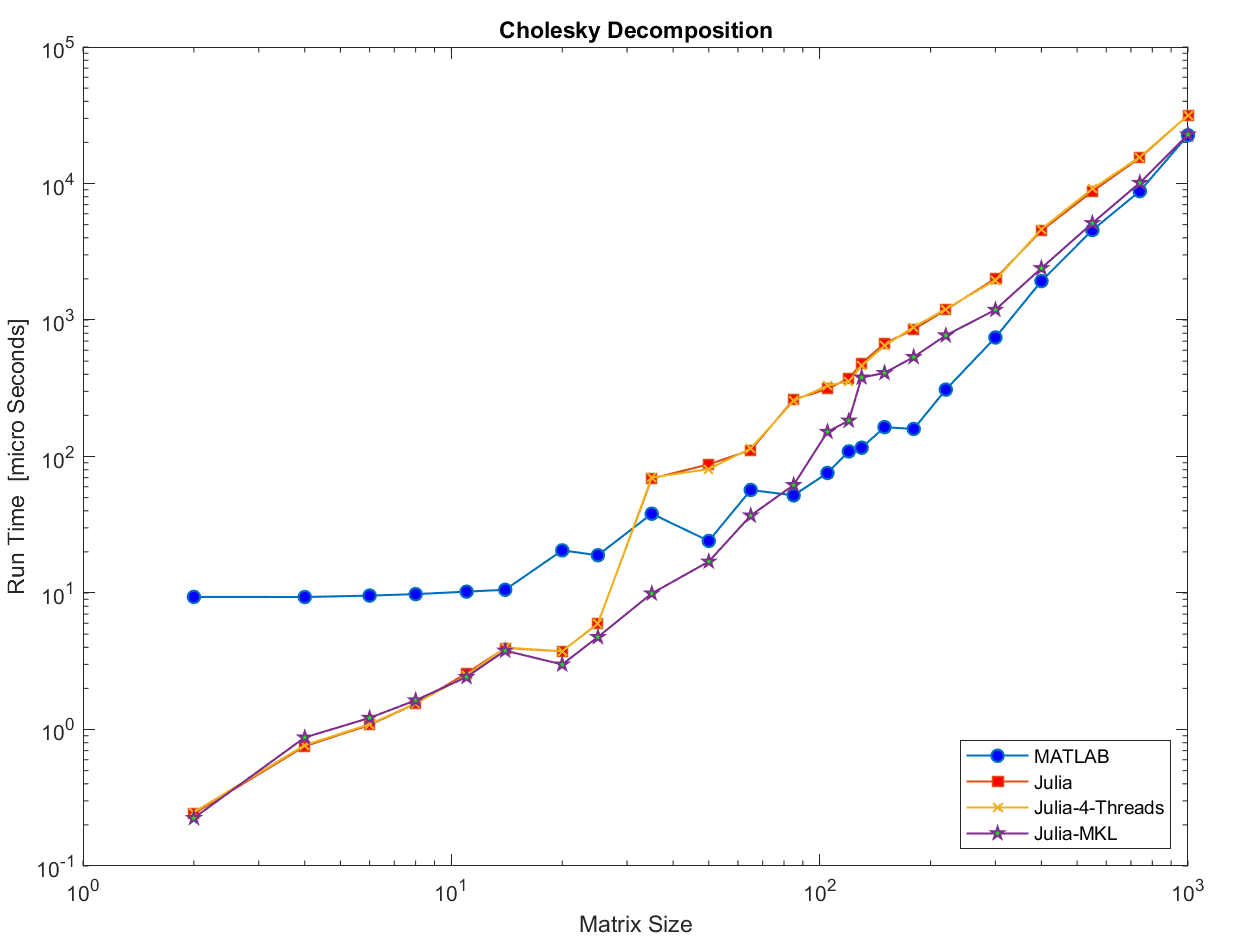 Cholesky Decomposition
10^5
10^4
10^3
10^2
10^1
10^0
10^-1
Run Time [micro Seconds]
10^0 10^1 10^2 10^3
Matrix Size
MATLAB
Julia
Julia-4-Threads
Julia-MKL